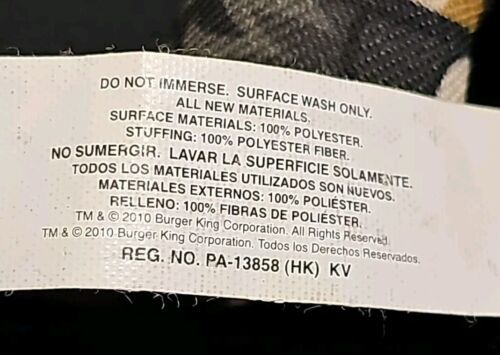 DO NOT IMMERSE. SURFACE WASH ONLY.
ALL NEW MATERIALS.
SURFACE MATERIALS: 100% POLYESTER.
STUFFING: 100% POLYESTER FIBER.
NO SUMERGIR. LAVAR LA SUPERFICIE SOLAMENTE.
TODOS LOS MATERIALES UTILIZADOS SON NUEVOS.
MATERIALES EXTERNOS: 100% POLIÉSTER.
RELLENO: 100% FIBRAS DE POLIÉSTER.
TM & © 2010 Burger King Corporation. All Rights Reserved.
TM & © 2010 Burger King Corporation. Todos los Derechos Reservados.
REG. NO. PA-13858 (HK) KV